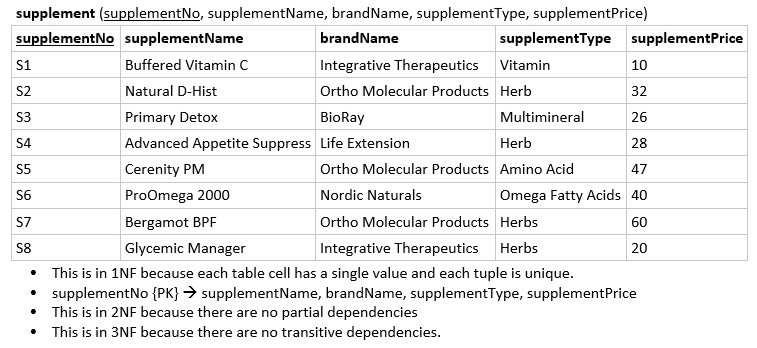 supplement (supplementNo, supplementName, brandName, supplementType, supplementPrice)
supplementNo supplementName brandName supplementType supplementPrice
S1 Buffered Vitamin C Integrative Therapeutics Vitamin 10
S2 Natural D-Hist Ortho Molecular Products Herb 32
S3 Primary Detox BioRay Multimineral 26
S4 Advanced Appetite Suppress Life Extension Herb 28
S5 Cerenity PM Ortho Molecular Products Amino Acid 47
S6 ProOmega 2000 Nordic Naturals Omega Fatty Acids 40
S7 Bergamot BPF Ortho Molecular Products Herbs 60
S8 Glycemic Manager Integrative Therapeutics Herbs 20
• This is in 1NF because each table cell has a single value and each tuple is unique.
• supplementNo {PK} → supplementName, brandName, supplementType, supplementPrice
• This is in 2NF because there are no partial dependencies
• This is in 3NF because there are no transitive dependencies.